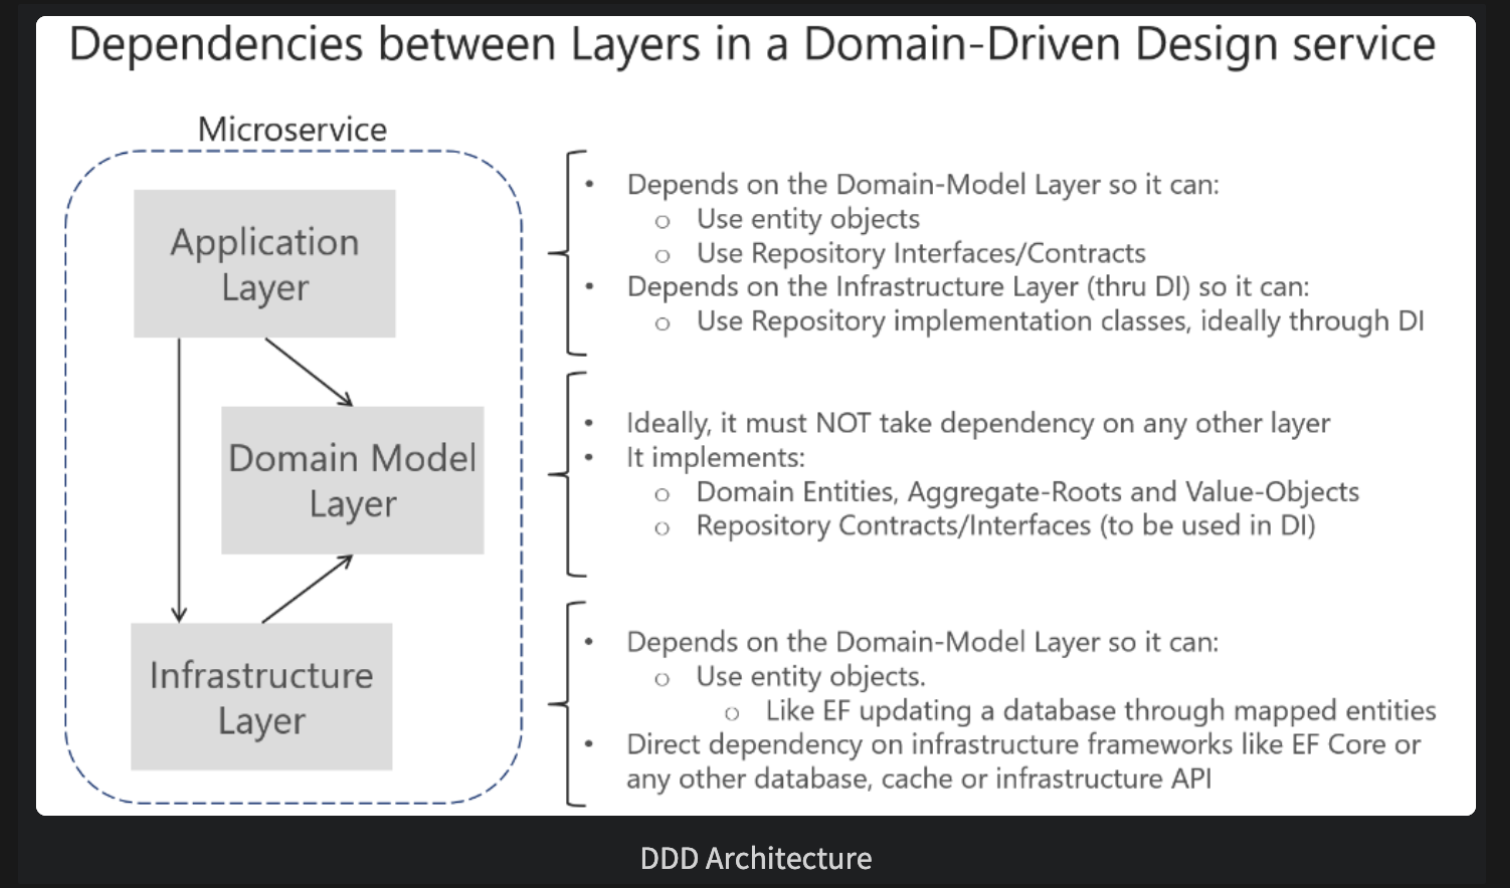 Dependencies between Layers in a Domain-Driven Design service
Microservice
Application
Layer
• Depends on the Domain-Model Layer so it can:
o Use entity objects
o Use Repository Interfaces/Contracts
• Depends on the Infrastructure Layer (thru DI) so it can:
o Use Repository implementation classes, ideally through DI
Domain Model
Layer
• Ideally, it must NOT take dependency on any other layer
• It implements:
o Domain Entities, Aggregate-Roots and Value-Objects
o Repository Contracts/Interfaces (to be used in DI)
Infrastructure
Layer
• Depends on the Domain-Model Layer so it can:
o Use entity objects.
o Like EF updating a database through mapped entities
• Direct dependency on infrastructure frameworks like EF Core or
any other database, cache or infrastructure API
DDD Architecture